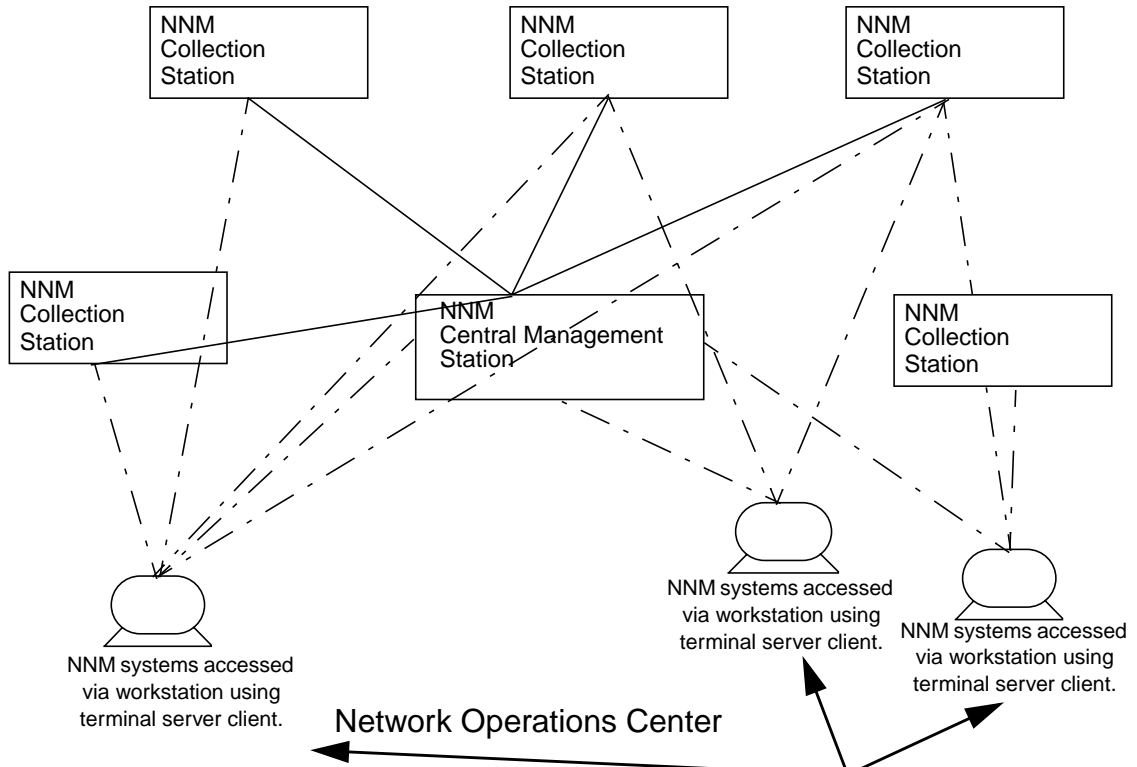 NNM
Collection
Station
NNM
Collection
Station
NNM
Collection
Station
NNM
Collection
Station
NNM
Central Management
Station
NNM
Collection
Station
NNM systems accessed
via workstation using
terminal server client.
NNM systems accessed
via workstation using
terminal server client.
NNM systems accessed
via workstation using
terminal server client.
Network Operations Center